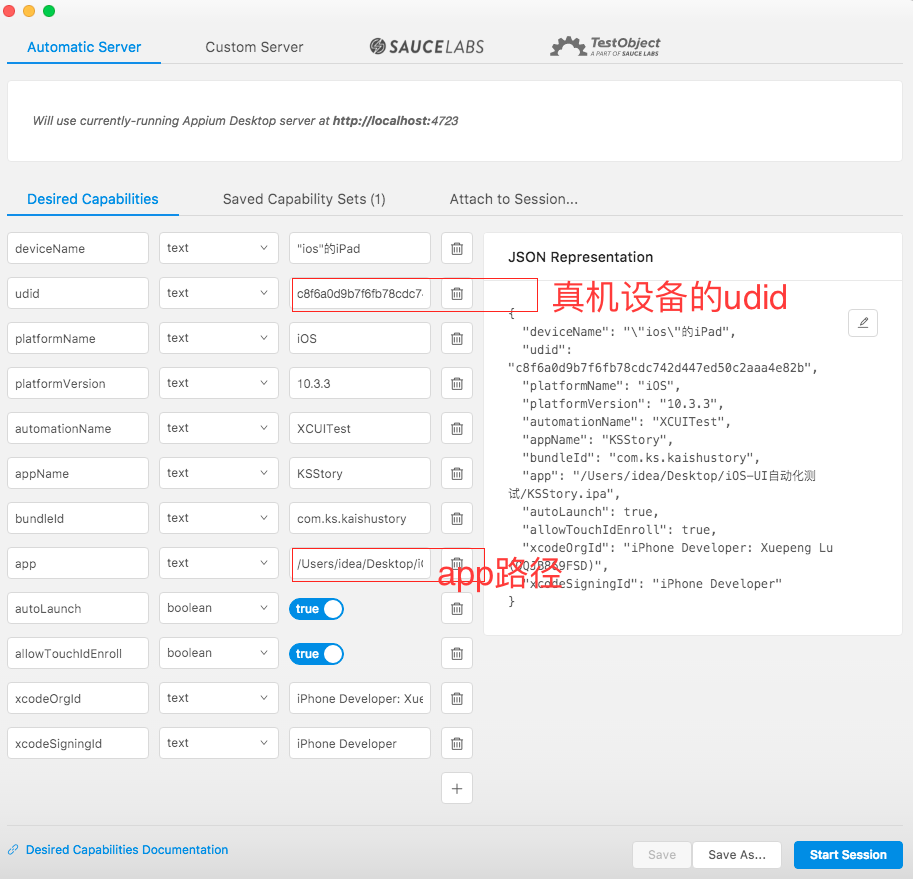 Automatic Server
Custom Server
SAUCE LABS
TestObject
A PART OF SAUCE LABS
Will use currently-running Appium Desktop server at http://localhost:4723
Desired Capabilities
Saved Capability Sets (1)
Attach to Session...
deviceName
text
"ios"的iPad
udid
text
c8f6a0d9b7f6fb78cdc74
platformName
text
iOS
platformVersion
text
10.3.3
automationName
text
XCUITest
appName
text
KSStory
bundleId
text
com.ks.kaishustory
app
text
/Users/idea/Desktop/iO
autoLaunch
boolean
true
allowTouchIdEnroll
boolean
true
xcodeOrgId
text
iPhone Developer: Xue
xcodeSigningId
text
iPhone Developer
JSON Representation
真机设备的udid
{
"deviceName": "\"ios\"的iPad",
"udid":
"c8f6a0d9b7f6fb78cdc742d447ed50c2aaa4e82b",
"platformName": "iOS",
"platformVersion": "10.3.3",
"automationName": "XCUITest",
"appName": "KSStory",
"bundleId": "com.ks.kaishustory",
"app": "/Users/idea/Desktop/iOS-UI自动化测
试/KSStory.ipa",
"autoLaunch": true,
"allowTouchIdEnroll": true,
"xcodeOrgId": "iPhone Developer: Xuepeng Lu
app路径
"xcodeSigningId": "iPhone Developer"
}
Desired Capabilities Documentation
Save
Save As...
Start Session